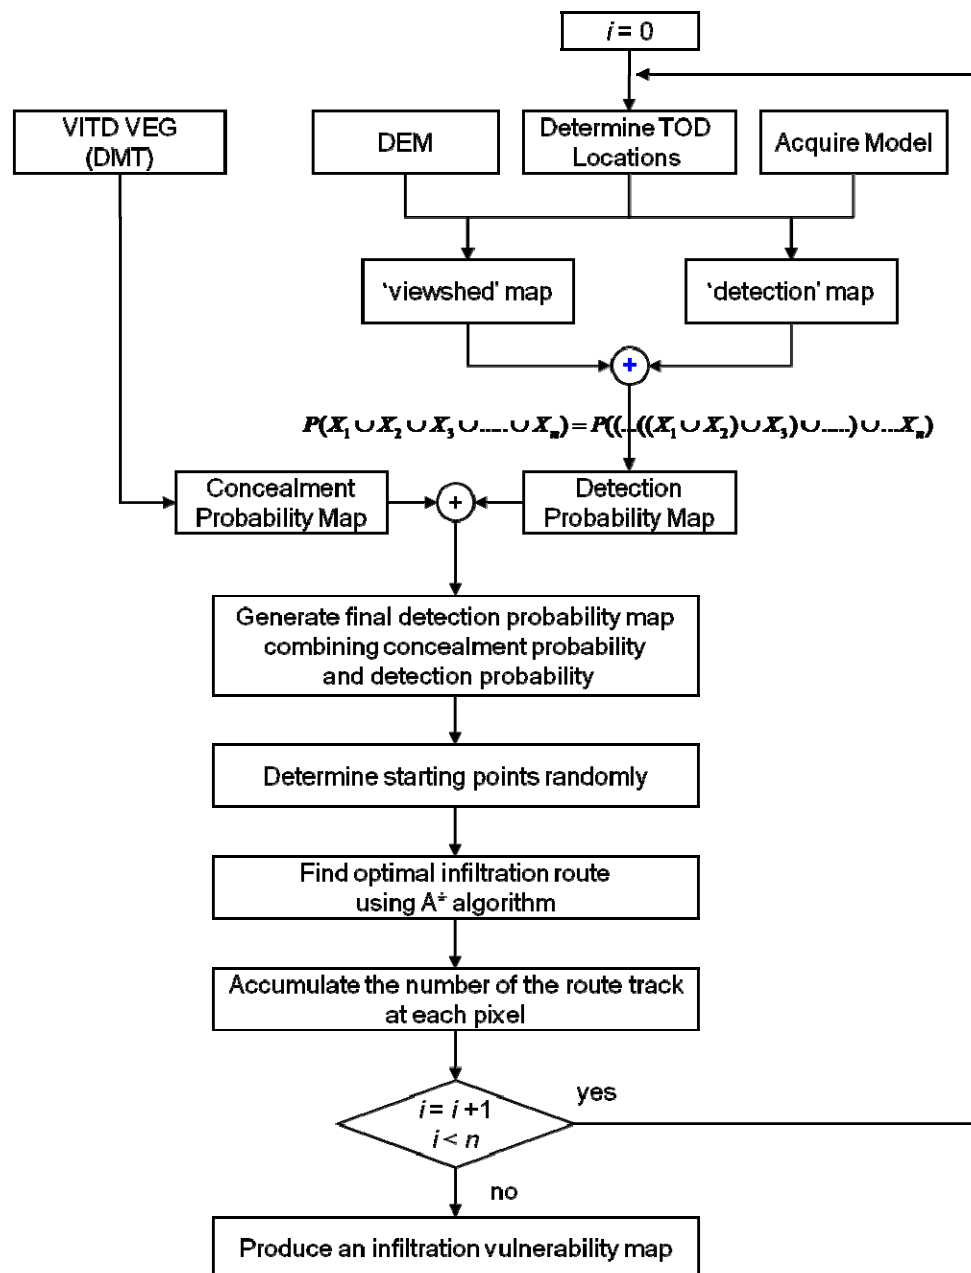 i = 0
VITD VEG
(DMT)
DEM
Determine TOD
Locations
Acquire Model
‘viewshed’ map
‘detection’ map
+
P(X₁ ∪ X₂ ∪ X₃ ∪ ..... ∪ Xₙ) = P((...((X₁ ∪ X₂) ∪ X₃) ∪ .....) ∪ ...Xₙ)
Concealment
Probability Map
+
Detection
Probability Map
Generate final detection probability map
combining concealment probability
and detection probability
Determine starting points randomly
Find optimal infiltration route
using A* algorithm
Accumulate the number of the route track
at each pixel
i = i +1
i < n
yes
no
Produce an infiltration vulnerability map